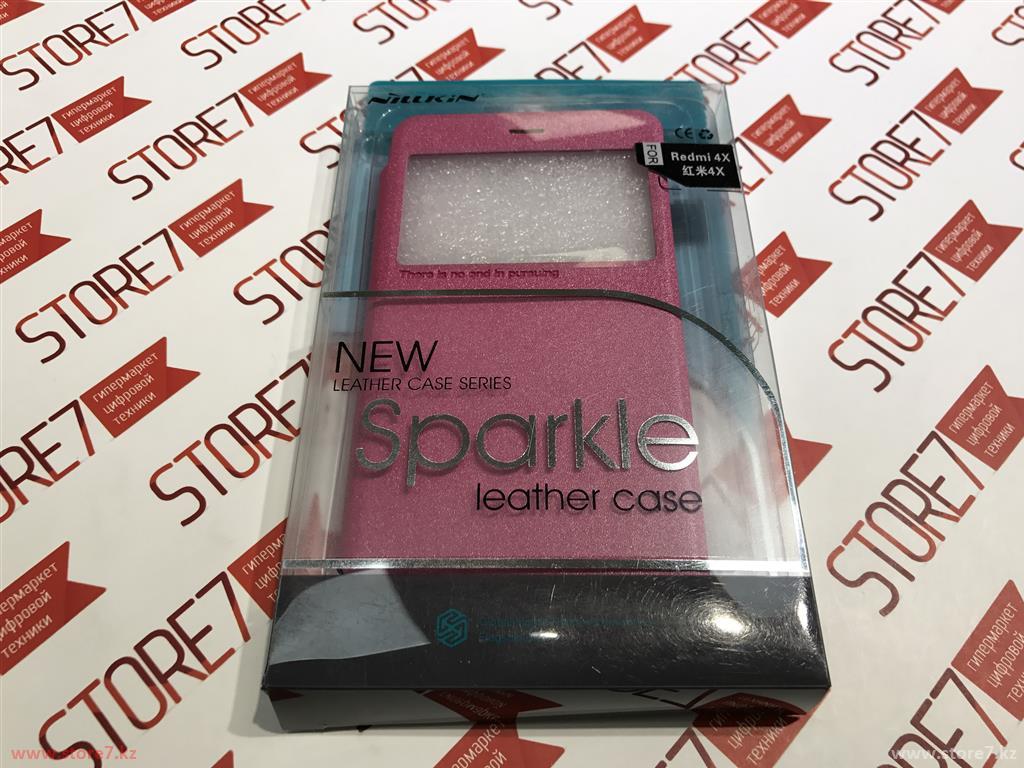 NILLKIN
CE
FOR
Redmi 4X
红米4X
There is no end in pursuing
NEW
LEATHER CASE SERIES
Sparkle
leather case
STORE7
гипермаркет
цифровой
техники
www.store7.kz
www.store7.kz